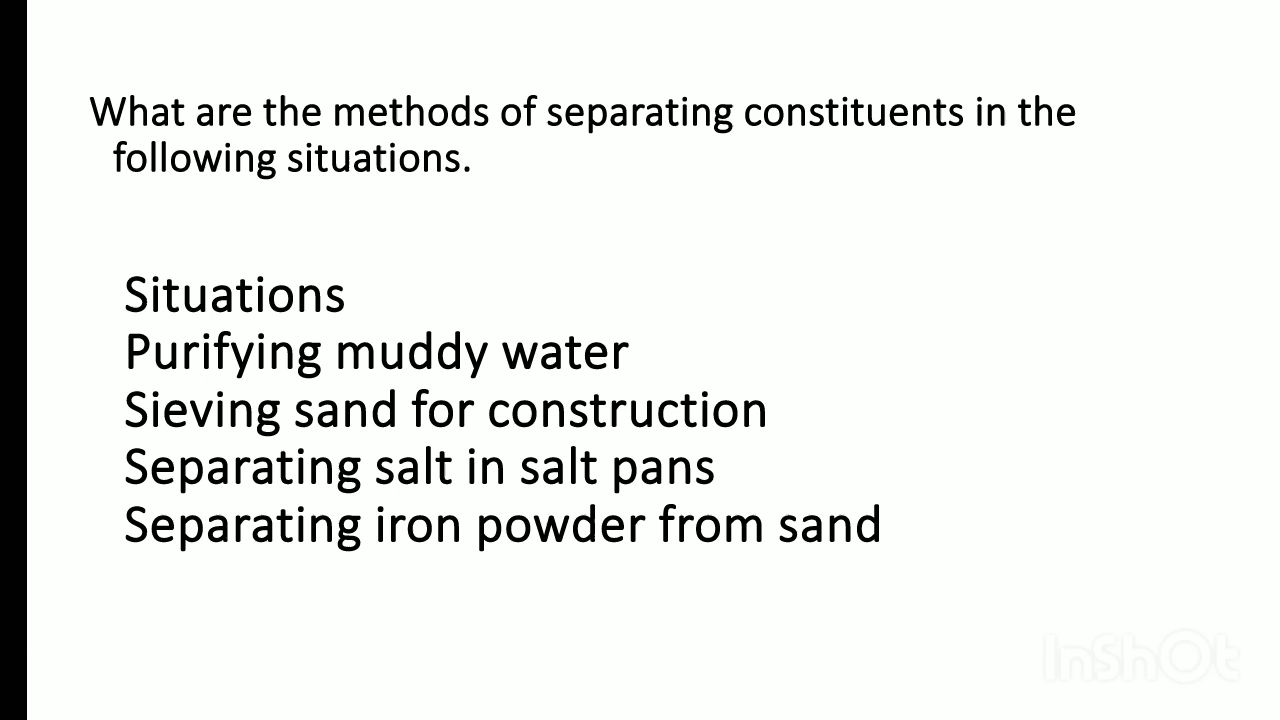 What are the methods of separating constituents in the
following situations.
Situations
Purifying muddy water
Sieving sand for construction
Separating salt in salt pans
Separating iron powder from sand
InShOt